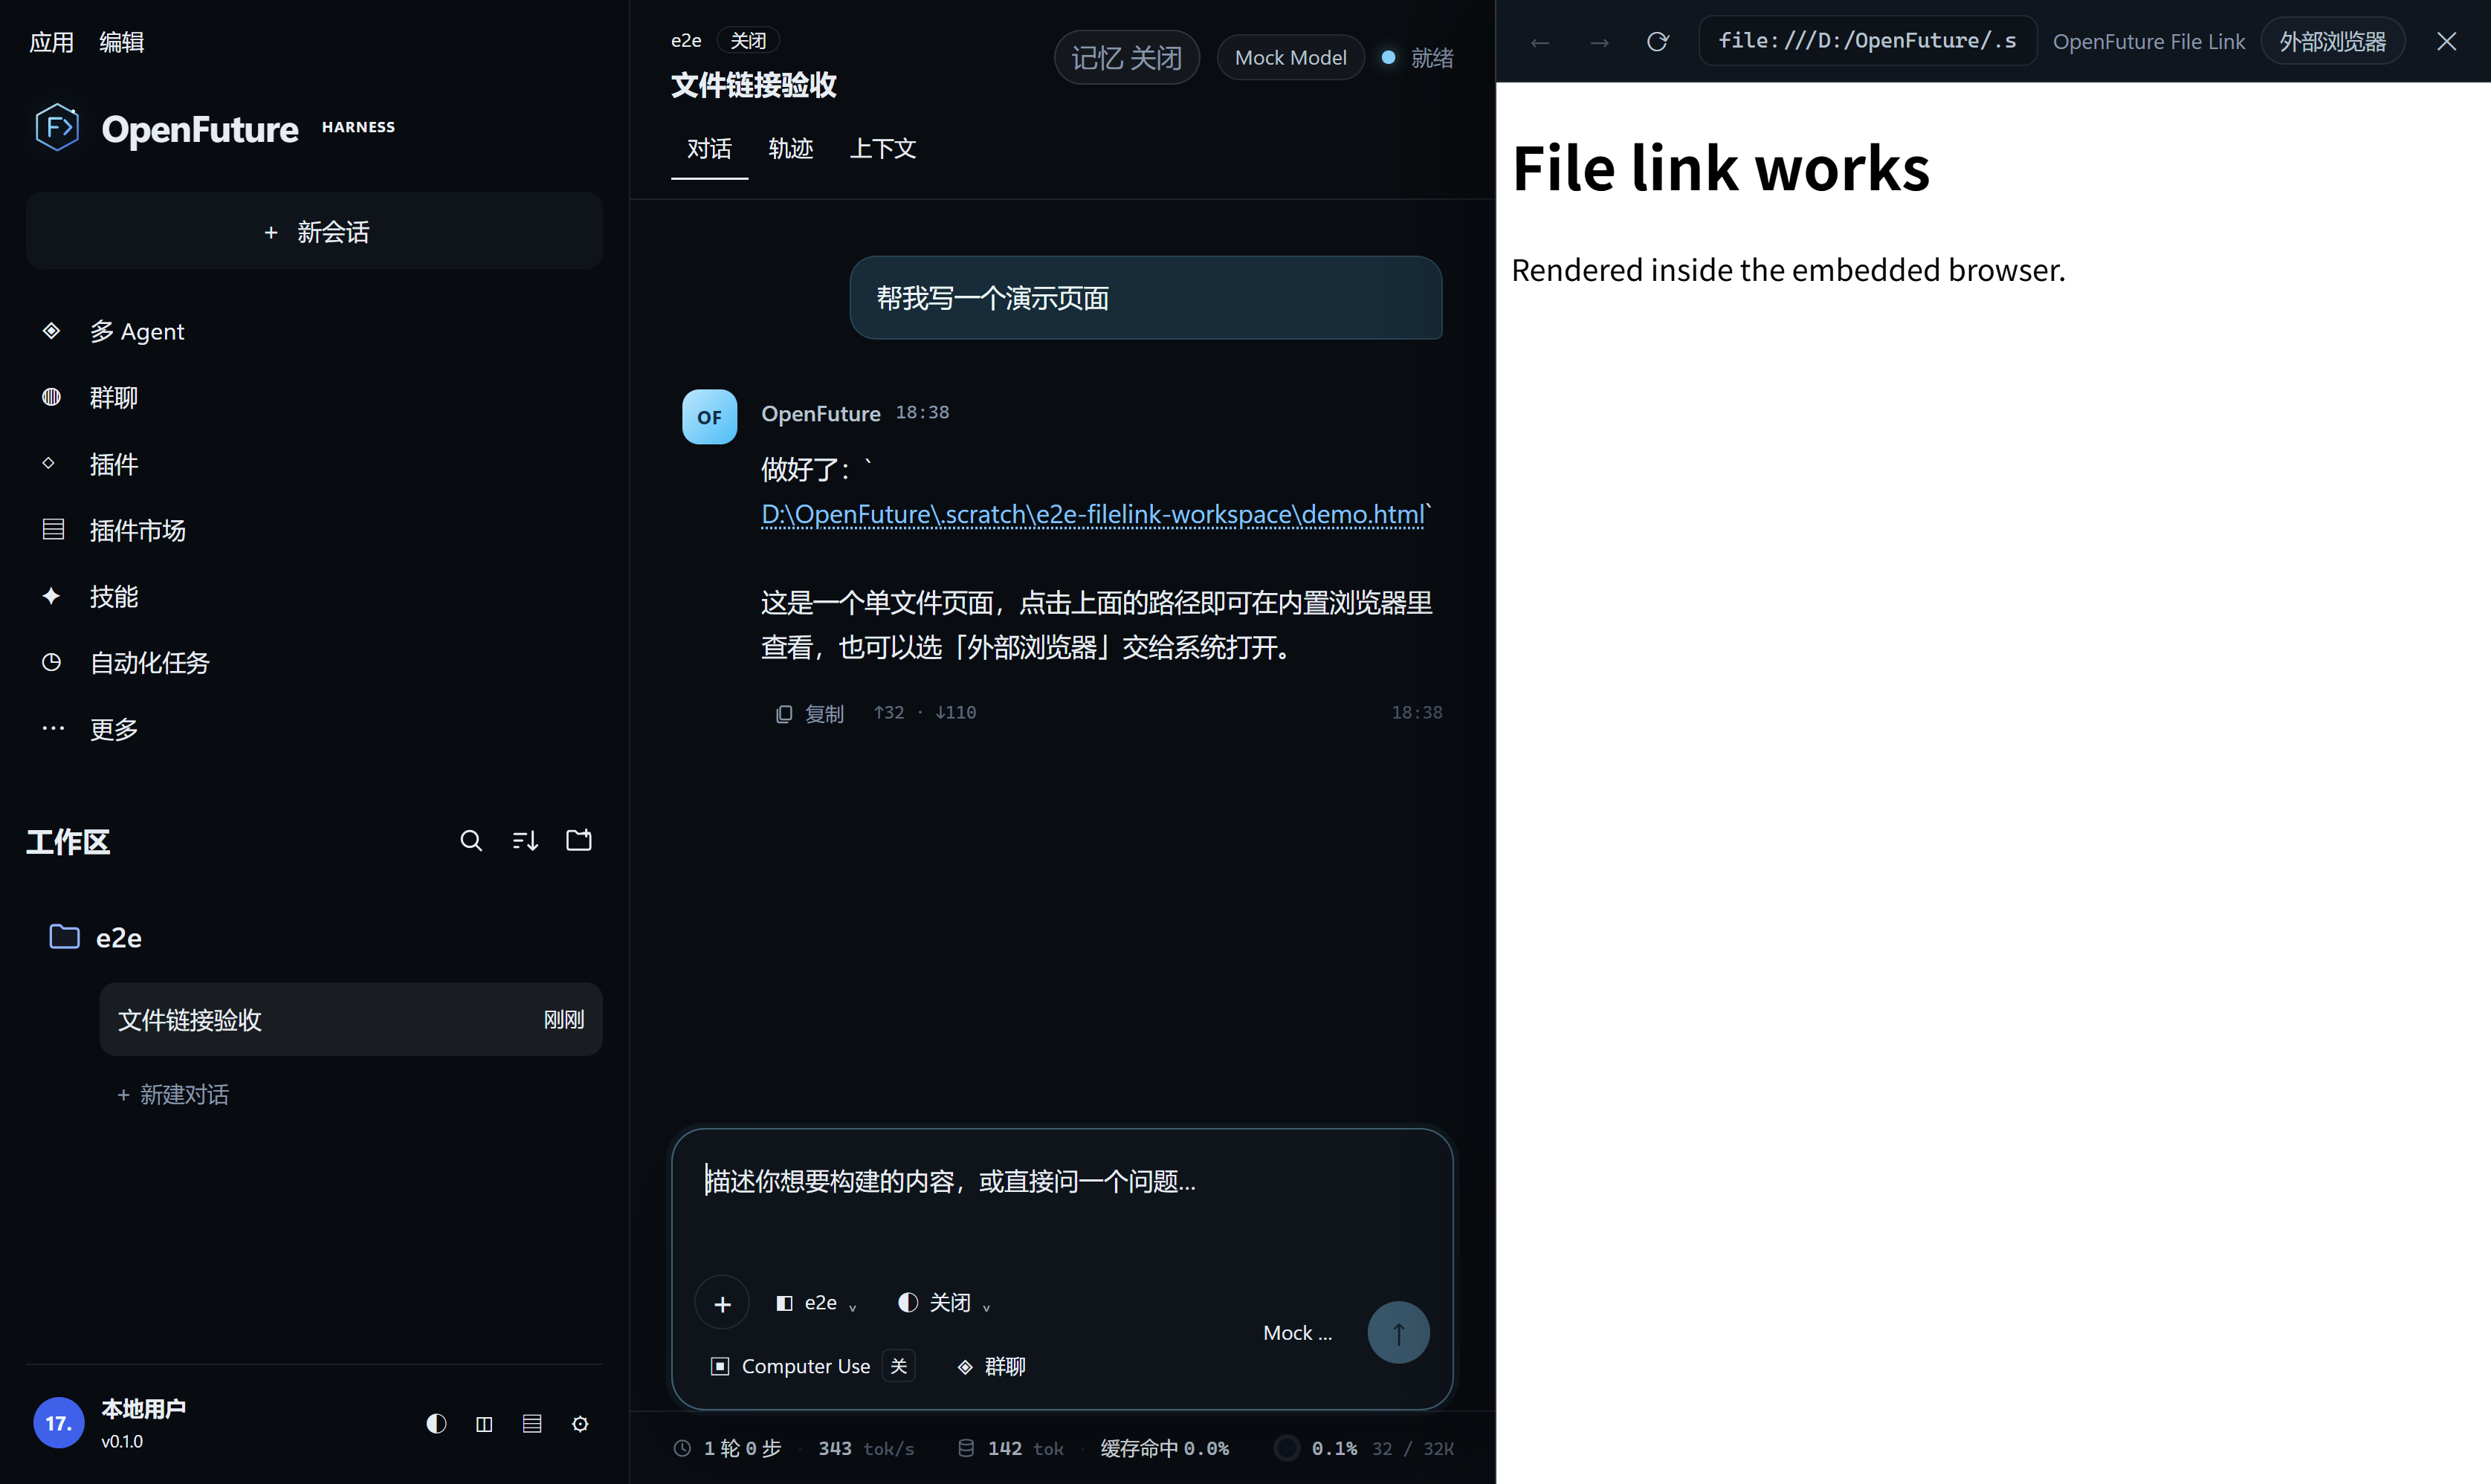 应用 编辑
OpenFuture HARNESS
+ 新会话
多 Agent
群聊
插件
插件市场
技能
自动化任务
更多
工作区
e2e
文件链接验收 刚刚
+ 新建对话
17. 本地用户
v0.1.0
e2e 关闭
文件链接验收
记忆 关闭 Mock Model 就绪
对话 轨迹 上下文
帮我写一个演示页面
OF OpenFuture 18:38
做好了：`
D:\OpenFuture\.scratch\e2e-filelink-workspace\demo.html`
这是一个单文件页面，点击上面的路径即可在内置浏览器里
查看，也可以选「外部浏览器」交给系统打开。
复制 ↑32 · ↓110 18:38
描述你想要构建的内容，或直接问一个问题...
+ e2e 关闭
Mock ... ↑
Computer Use 关 群聊
1 轮 0 步 · 343 tok/s 142 tok · 缓存命中 0.0% 0.1% 32 / 32K
← → file:///D:/OpenFuture/.s OpenFuture File Link 外部浏览器
File link works
Rendered inside the embedded browser.